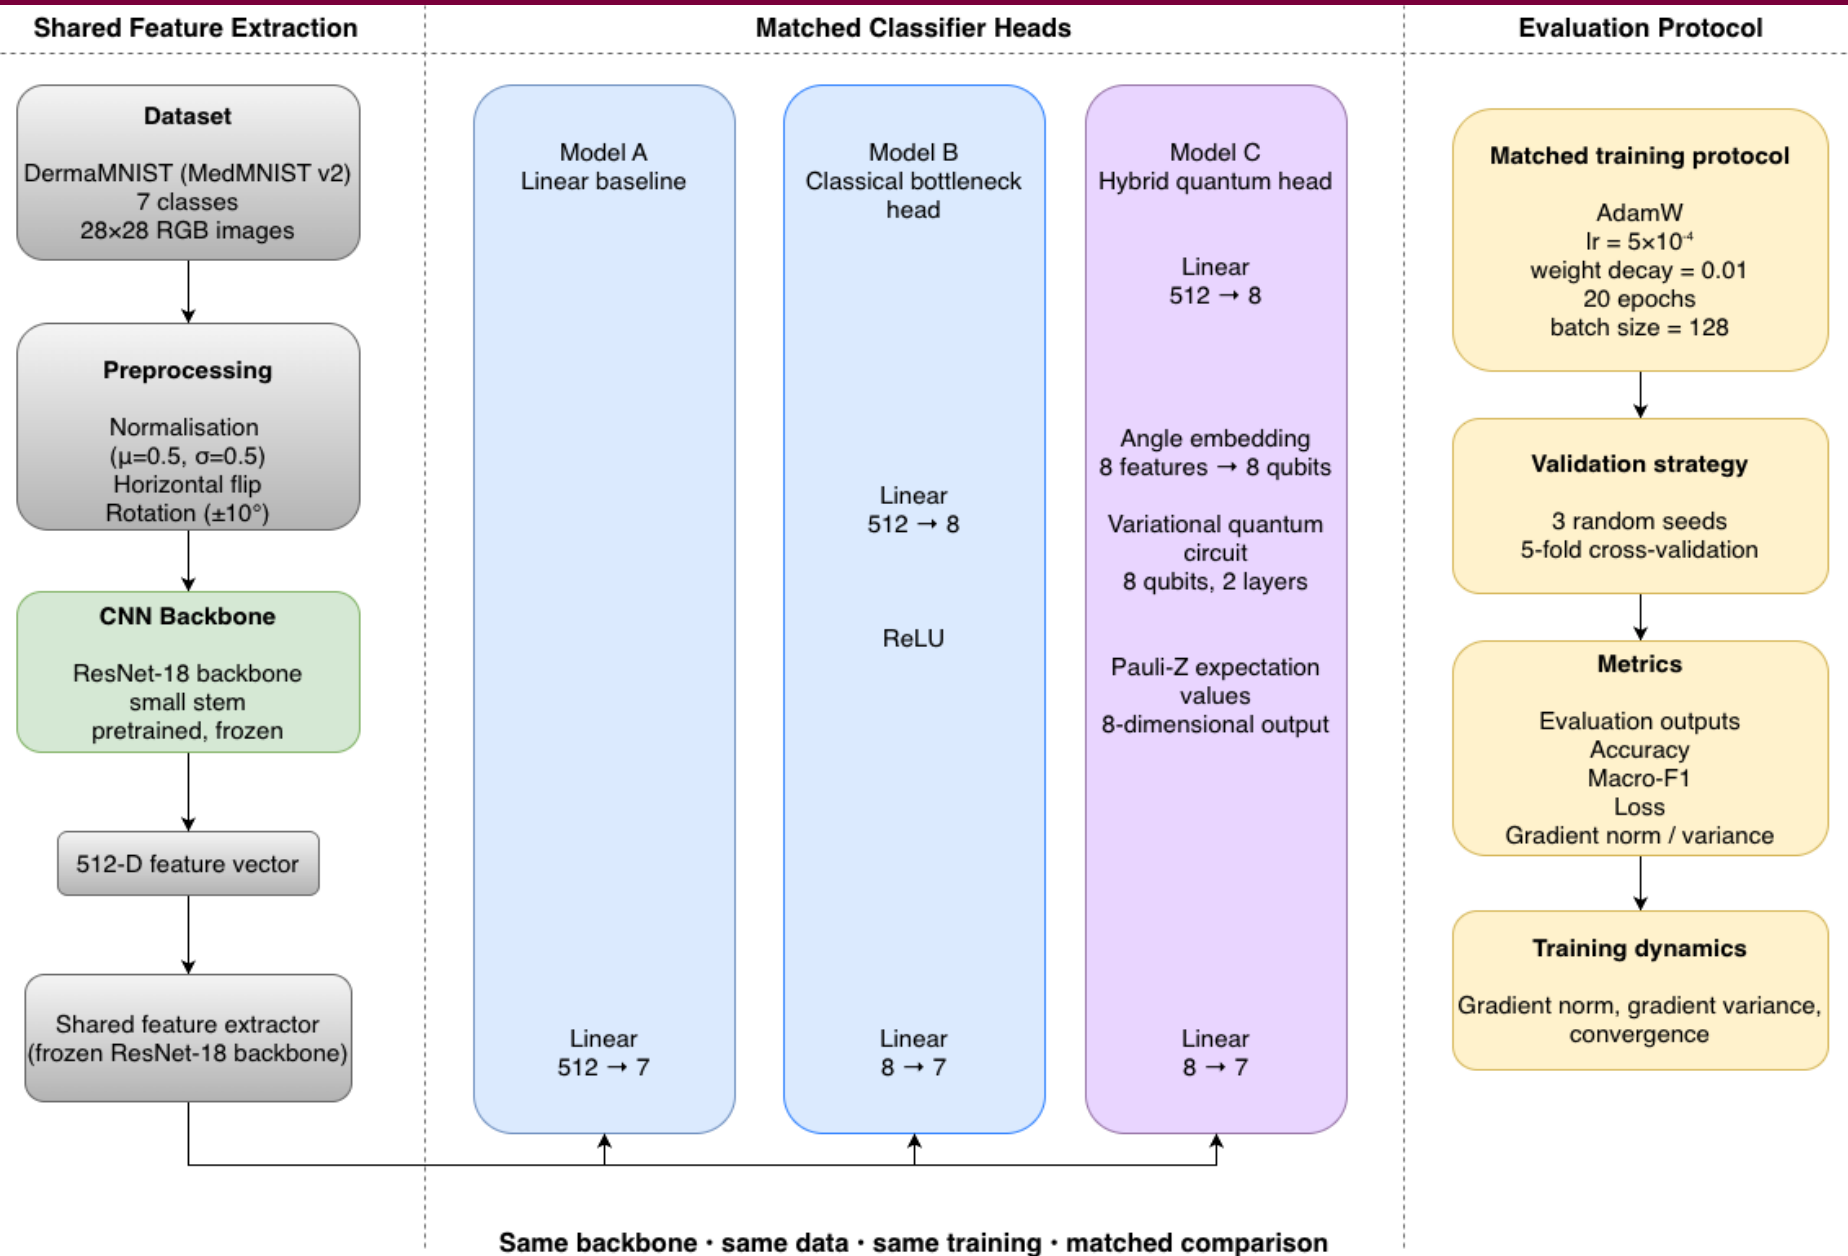 Shared Feature Extraction
Dataset
DermaMNIST (MedMNIST v2)
7 classes
28×28 RGB images
Preprocessing
Normalisation
(μ=0.5, σ=0.5)
Horizontal flip
Rotation (±10°)
CNN Backbone
ResNet-18 backbone
small stem
pretrained, frozen
512-D feature vector
Shared feature extractor
(frozen ResNet-18 backbone)
Matched Classifier Heads
Model A
Linear baseline
Linear
512 → 7
Model B
Classical bottleneck
head
Linear
512 → 8
ReLU
Linear
8 → 7
Model C
Hybrid quantum head
Linear
512 → 8
Angle embedding
8 features → 8 qubits
Variational quantum
circuit
8 qubits, 2 layers
Pauli-Z expectation
values
8-dimensional output
Linear
8 → 7
Same backbone · same data · same training · matched comparison
Evaluation Protocol
Matched training protocol
AdamW
lr = 5×10⁻⁴
weight decay = 0.01
20 epochs
batch size = 128
Validation strategy
3 random seeds
5-fold cross-validation
Metrics
Evaluation outputs
Accuracy
Macro-F1
Loss
Gradient norm / variance
Training dynamics
Gradient norm, gradient variance,
convergence